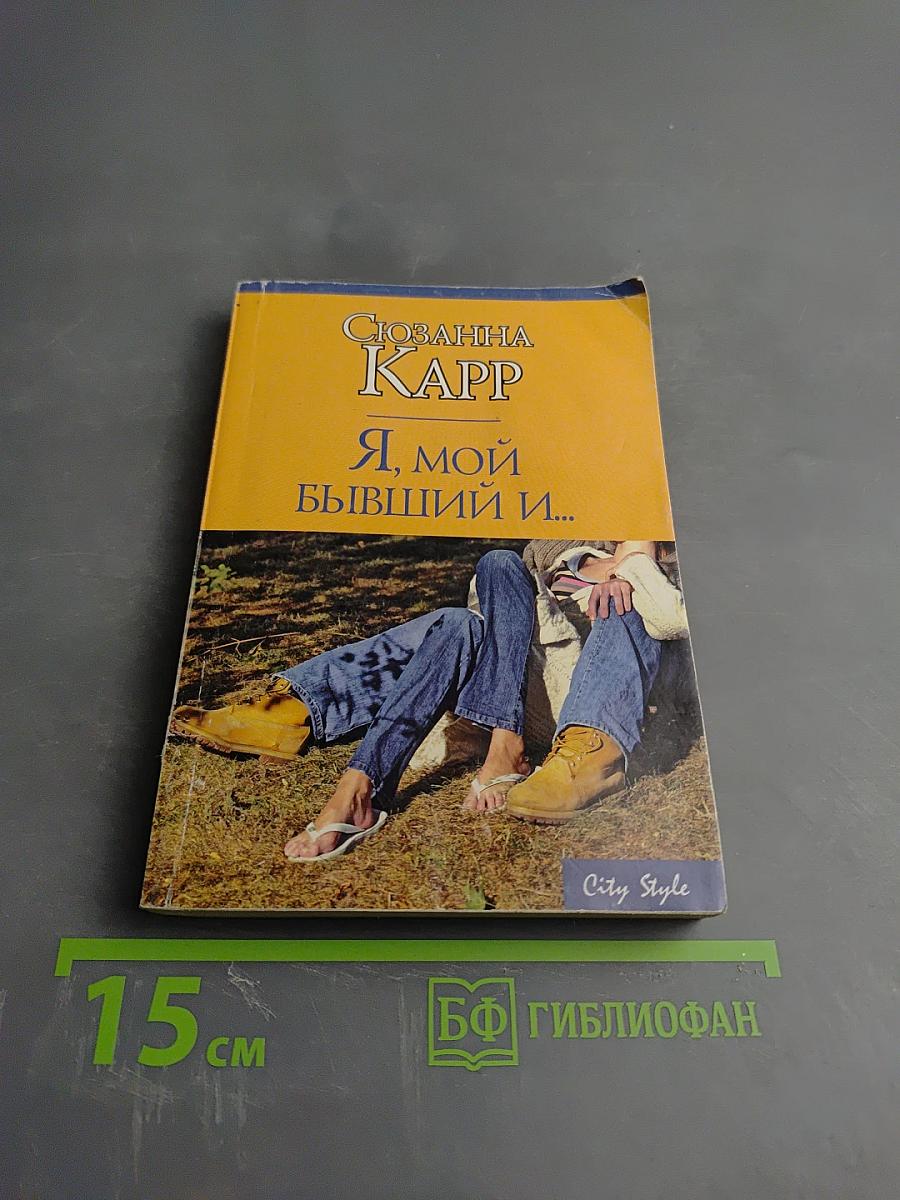 Сюзанна
Карр
Я, мой
бывший и...
City Style
15 см
БФ ГИБЛИОФАН